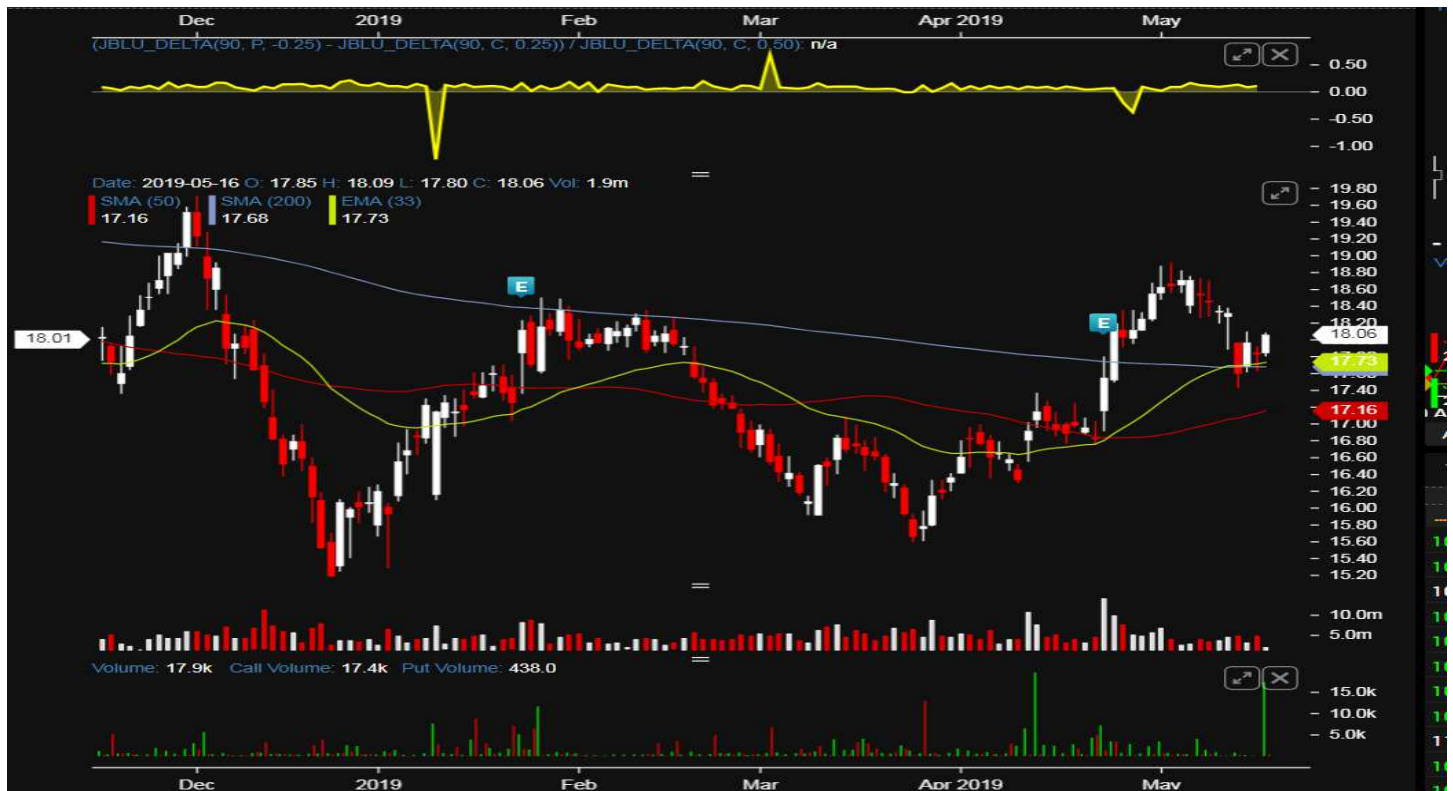 Dec 2019 Feb Mar Apr 2019 May
(JBLU_DELTA(90, P, -0.25) - JBLU_DELTA(90, C, 0.25)) / JBLU_DELTA(90, C, 0.50): n/a
0.50
0.00
-0.50
-1.00
Date: 2019-05-16 O: 17.85 H: 18.09 L: 17.80 C: 18.06 Vol: 1.9m
SMA (50) SMA (200) EMA (33)
17.16 17.68 17.73
19.80
19.60
19.40
19.20
19.00
18.80
18.60
18.40
18.20
E
E
18.01
18.06
17.73
17.40
17.16
17.00
16.80
16.60
16.40
16.20
16.00
15.80
15.60
15.40
15.20
10.0m
5.0m
Volume: 17.9k Call Volume: 17.4k Put Volume: 438.0
15.0k
10.0k
5.0k
Dec 2019 Feb Mar Apr 2019 May